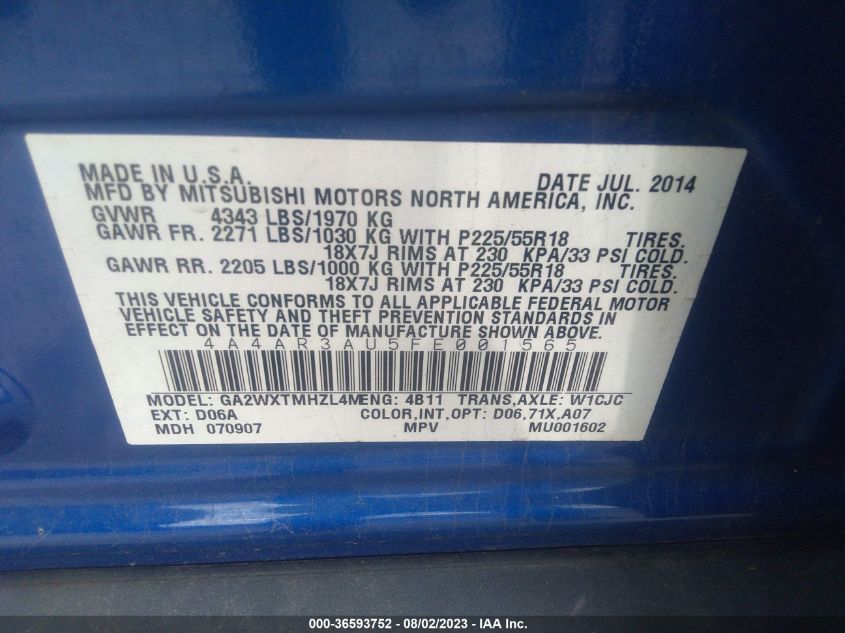 MADE IN U.S.A. DATE JUL. 2014
MFD BY MITSUBISHI MOTORS NORTH AMERICA, INC.
GVWR 4343 LBS/1970 KG
GAWR FR. 2271 LBS/1030 KG WITH P225/55R18 TIRES.
18X7J RIMS AT 230 KPA/33 PSI COLD.
GAWR RR. 2205 LBS/1000 KG WITH P225/55R18 TIRES.
18X7J RIMS AT 230 KPA/33 PSI COLD.
THIS VEHICLE CONFORMS TO ALL APPLICABLE FEDERAL MOTOR
VEHICLE SAFETY AND THEFT PREVENTION STANDARDS IN
EFFECT ON THE DATE OF MANUFACTURE SHOWN ABOVE.
4A4AR3AU5FE001565
MODEL: GA2WXTMHZL4M ENG: 4B11 TRANS,AXLE: W1CJC
EXT: D06A COLOR,INT,OPT: D06,71X,A07
MDH 070907 MPV MU001602
000-36593752 — 08/02/2023 — IAA Inc.